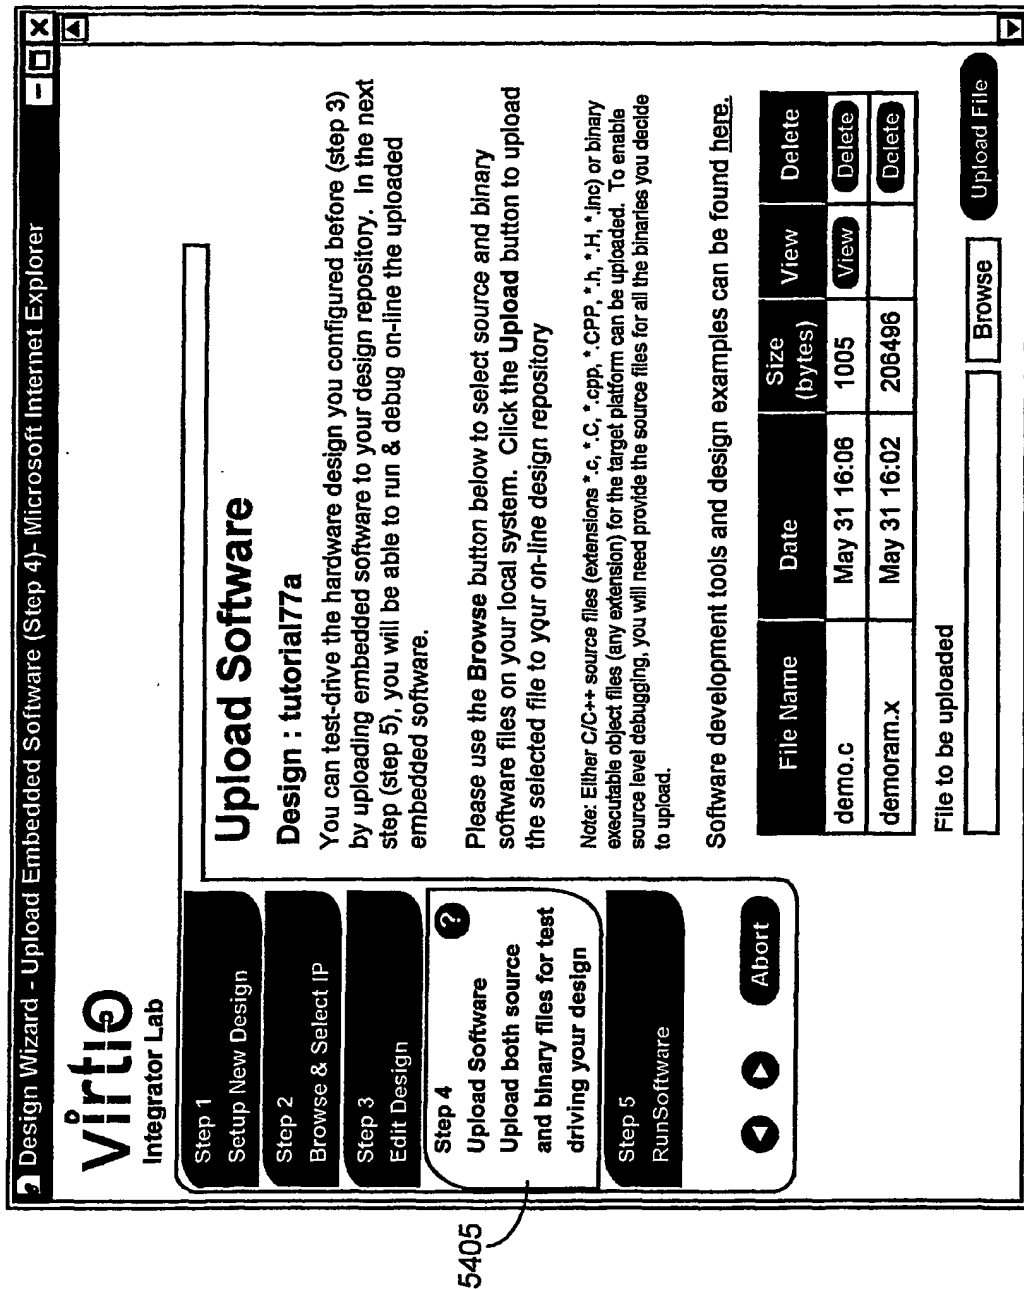 Design Wizard - Upload Embedded Software (Step 4)- Microsoft Internet Explorer
Virtio
Integrator Lab
Step 1
Setup New Design
Step 2
Browse & Select IP
Step 3
Edit Design
Step 4
?
Upload Software
Upload both source
and binary files for test
driving your design
Step 5
RunSoftware
Abort
5405
Upload Software
Design : tutorial77a
You can test-drive the hardware design you configured before (step 3)
by uploading embedded software to your design repository. In the next
step (step 5), you will be able to run & debug on-line the uploaded
embedded software.
Please use the Browse button below to select source and binary
software files on your local system. Click the Upload button to upload
the selected file to your on-line design repository
Note: Either C/C++ source files (extensions *.c, *.C, *.cpp, *.CPP, *.h, *.H, *.inc) or binary
executable object files (any extension) for the target platform can be uploaded. To enable
source level debugging, you will need provide the source files for all the binaries you decide
to upload.
Software development tools and design examples can be found here.
File Name Date Size (bytes) View Delete
demo.c May 31 16:06 1005 View Delete
demoram.x May 31 16:02 206496 Delete
File to be uploaded
Browse Upload File